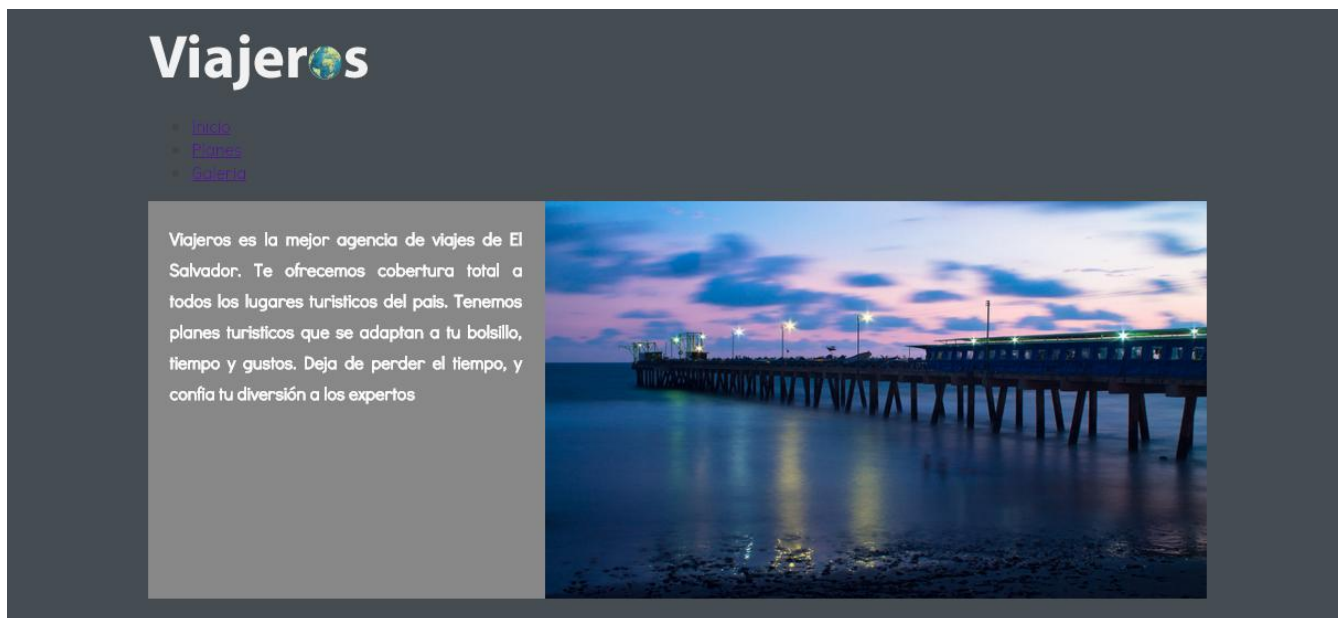 Viajeros
Inicio
Planes
Galeria
Viajeros es la mejor agencia de viajes de El
Salvador. Te ofrecemos cobertura total a
todos los lugares turisticos del pais. Tenemos
planes turisticos que se adaptan a tu bolsillo,
tiempo y gustos. Deja de perder el tiempo, y
confia tu diversión a los expertos